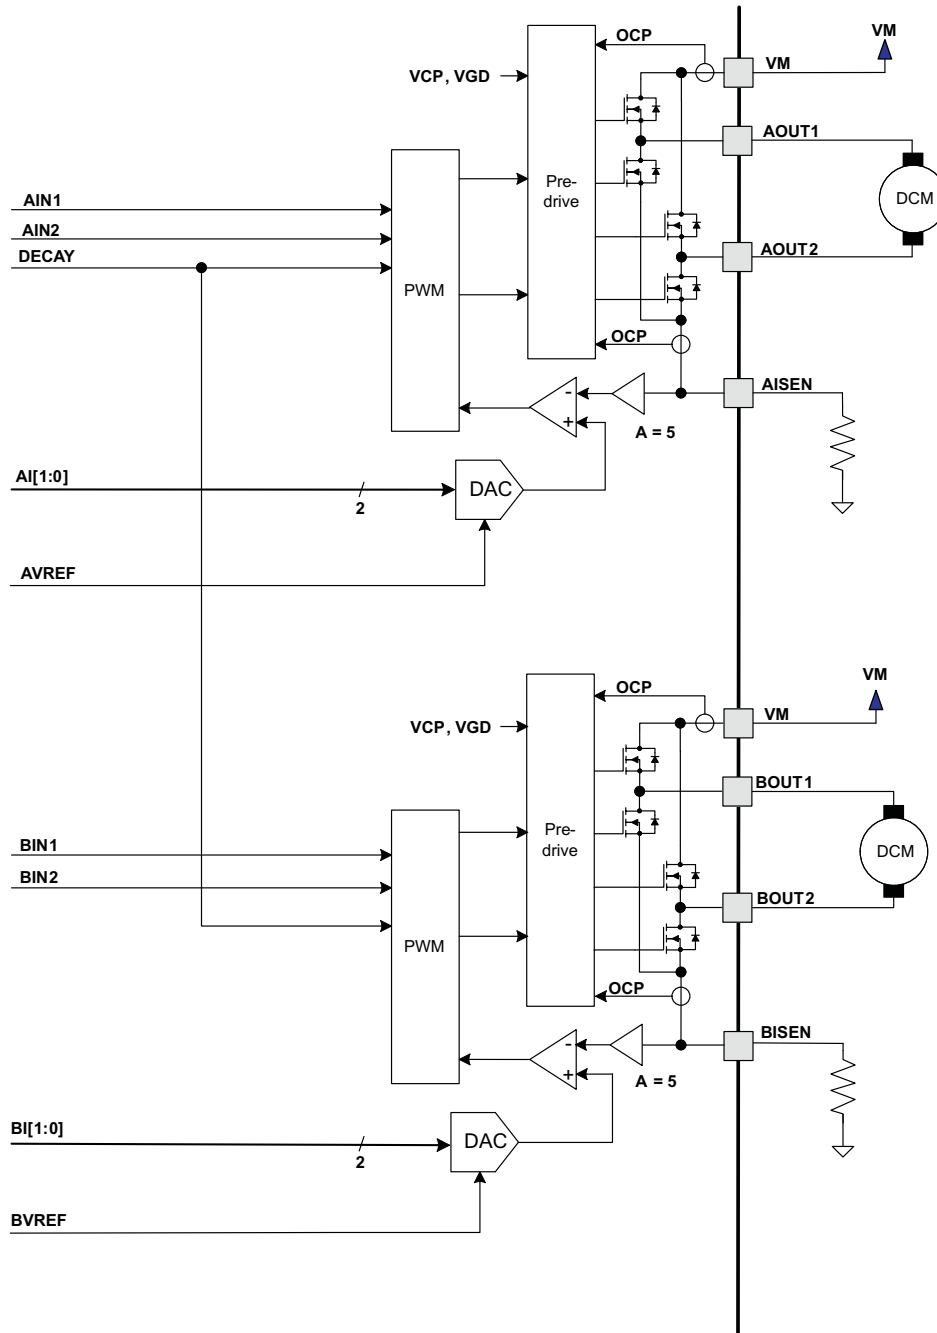 OCP
VM
VM
VCP, VGD
AOUT1
AIN1
AIN2
DECAY
Pre-
drive
DCM
AOUT2
PWM
OCP
AISEN
-
+
A = 5
AI[1:0]
2
DAC
AVREF
OCP
VM
VM
VCP, VGD
BOUT1
BIN1
BIN2
Pre-
drive
DCM
BOUT2
PWM
OCP
BISEN
-
+
A = 5
BI[1:0]
2
DAC
BVREF